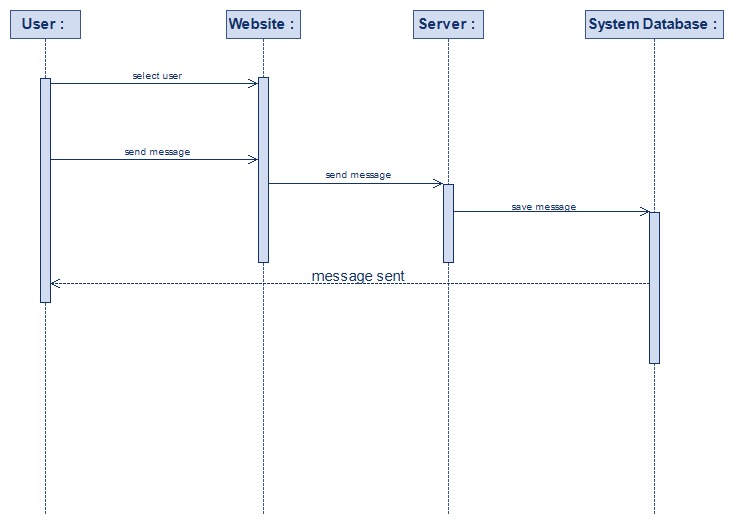 User :
Website :
Server :
System Database :
select user
send message
send message
save message
message sent